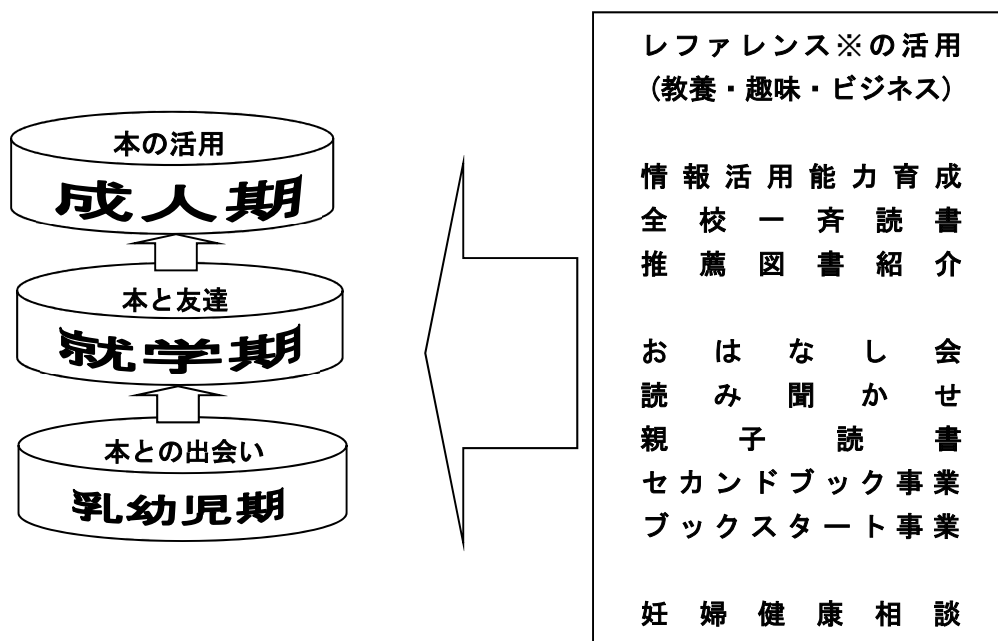 本の活用
成人期
本と友達
就学期
本との出会い
乳幼児期
レファレンス※の活用
（教養・趣味・ビジネス）
情報活用能力育成
全校一斉読書
推薦図書紹介
おはなし会
読み聞かせ
親子読書
セカンドブック事業
ブックスタート事業
妊婦健康相談